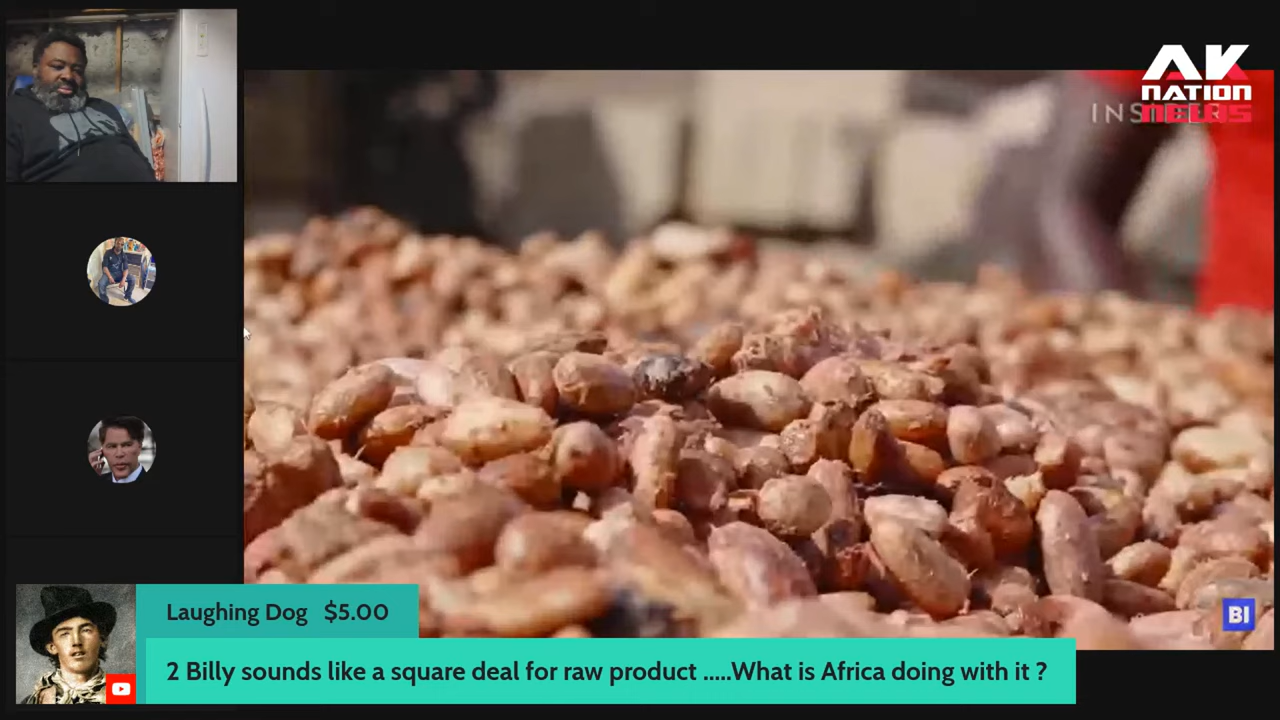 AK
NATION
NEWS
INSIDER
Laughing Dog $5.00
2 Billy sounds like a square deal for raw product .....What is Africa doing with it ?
BI